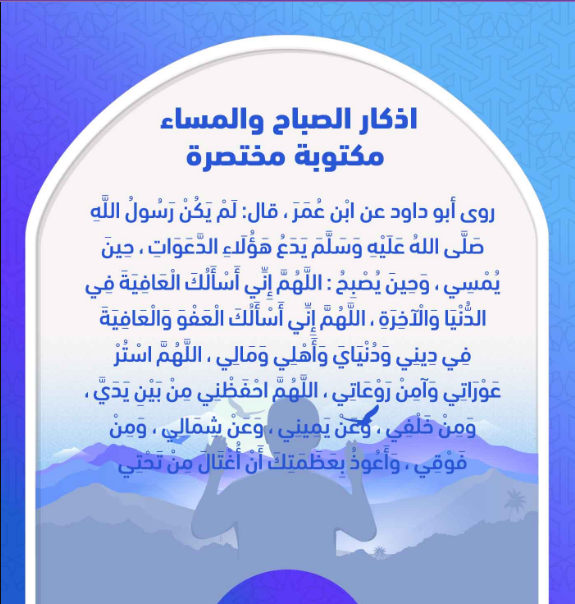 اذكار الصباح والمساء
مكتوبة مختصرة
روى أبو داود عن ابْن عُمَرَ ، قال: لَمْ يَكُنْ رَسُولُ اللَّهِ
صَلَّى اللهُ عَلَيْهِ وَسَلَّمَ يَدَعُ هَؤُلَاءِ الدَّعَوَاتِ ، حِينَ
يُمْسِي ، وَحِينَ يُصْبِحُ : اللَّهُمَّ إِنِّي أَسْأَلُكَ الْعَافِيَةَ فِي
الدُّنْيَا وَالْآخِرَةِ ، اللَّهُمَّ إِنِّي أَسْأَلُكَ الْعَفْوَ وَالْعَافِيَةَ
فِي دِينِي وَدُنْيَايَ وَأَهْلِي وَمَالِي ، اللَّهُمَّ اسْتُرْ
عَوْرَاتِي وَآمِنْ رَوْعَاتِي ، اللَّهُمَّ احْفَظْنِي مِنْ بَيْنِ يَدَيَّ ،
وَمِنْ خَلْفِي ، وَعَنْ يَمِينِي ، وَعَنْ شِمَالِي ، وَمِنْ
فَوْقِي ، وَأَعُوذُ بِعَظَمَتِكَ أَنْ أُغْتَالَ مِنْ تَحْتِي